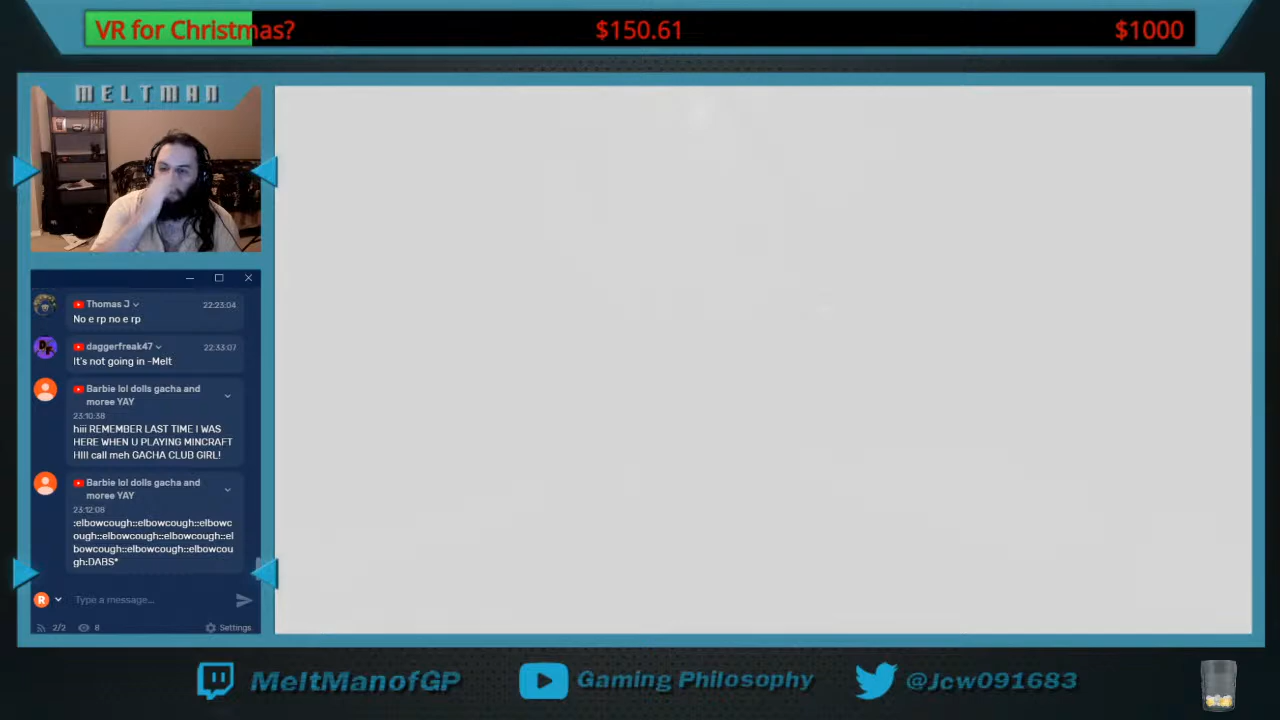 VR for Christmas?
$150.61
$1000
MELTMAN
Thomas J
22:23:04
No e rp no e rp
daggerfreak47
22:33:07
It's not going in -Melt
Barbie lol dolls gacha and
moree YAY
23:10:38
hiii REMEMBER LAST TIME I WAS
HERE WHEN U PLAYING MINCRAFT
HIII call meh GACHA CLUB GIRL!
Barbie lol dolls gacha and
moree YAY
23:12:08
:elbowcough::elbowcough::elbowc
ough::elbowcough::elbowcough::el
bowcough::elbowcough::elbowcou
gh:DABS*
R
Type a message...
2/2
8
Settings
MeltManofGP
Gaming Philosophy
@Jcw091683